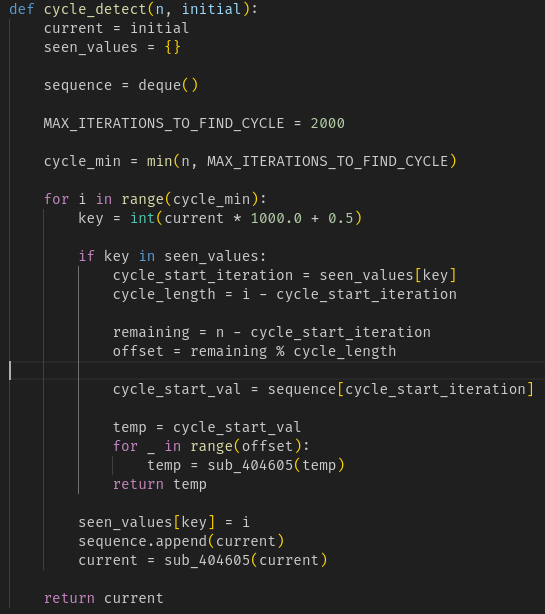 def cycle_detect(n, initial):
    current = initial
    seen_values = {}
    sequence = deque()
    MAX_ITERATIONS_TO_FIND_CYCLE = 2000
    cycle_min = min(n, MAX_ITERATIONS_TO_FIND_CYCLE)
    for i in range(cycle_min):
        key = int(current * 1000.0 + 0.5)
        if key in seen_values:
            cycle_start_iteration = seen_values[key]
            cycle_length = i - cycle_start_iteration
            remaining = n - cycle_start_iteration
            offset = remaining % cycle_length
            cycle_start_val = sequence[cycle_start_iteration]
            temp = cycle_start_val
            for _ in range(offset):
                temp = sub_404605(temp)
            return temp
        seen_values[key] = i
        sequence.append(current)
        current = sub_404605(current)
    return current